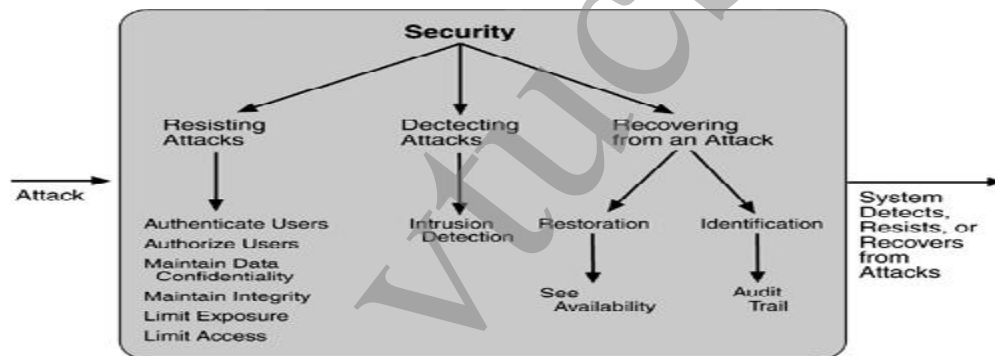 Security
Resisting
Attacks
Dectecting
Attacks
Recovering
from an Attack
Attack
Authenticate Users
Authorize Users
Maintain Data
Confidentiality
Maintain Integrity
Limit Exposure
Limit Access
Intrusion
Detection
Restoration
See
Availability
Identification
Audit
Trail
System
Detects,
Resists, or
Recovers
from
Attacks